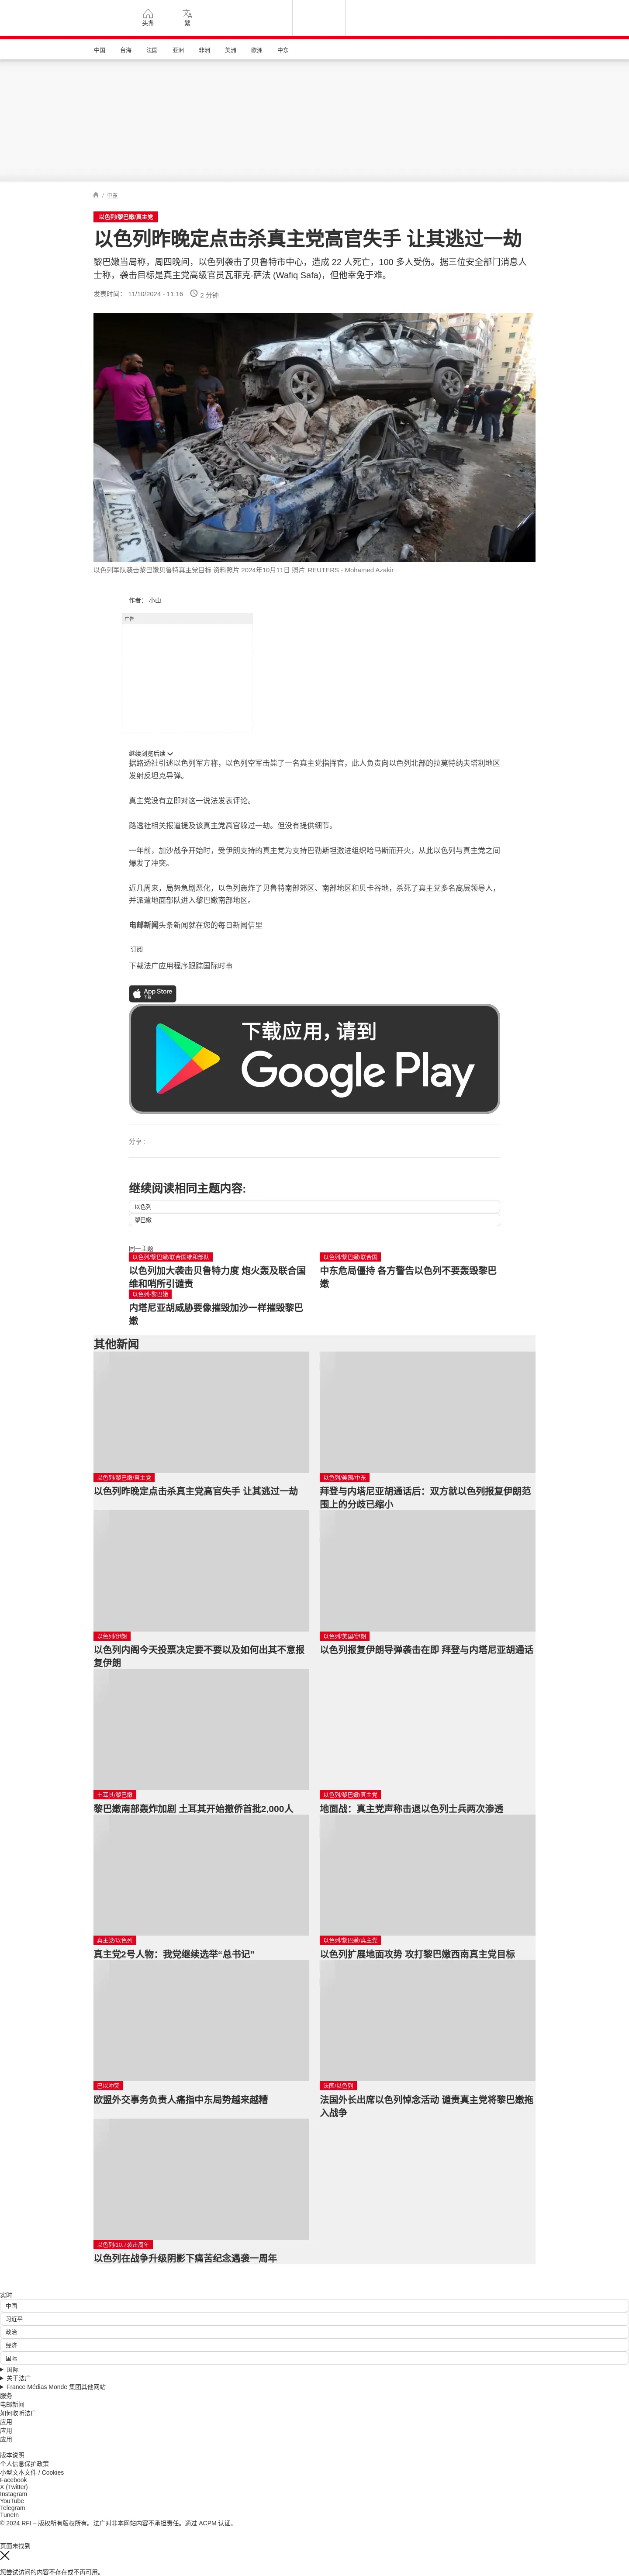 头条
繁
中国
台海
法国
亚洲
非洲
美洲
欧洲
中东
/ 中东
以色列/黎巴嫩/真主党
以色列昨晚定点击杀真主党高官失手 让其逃过一劫
黎巴嫩当局称，周四晚间，以色列袭击了贝鲁特市中心，造成 22 人死亡，100 多人受伤。据三位安全部门消息人
士称，袭击目标是真主党高级官员瓦菲克·萨法 (Wafiq Safa)，但他幸免于难。
发表时间： 11/10/2024 - 11:16 2 分钟
以色列军队袭击黎巴嫩贝鲁特真主党目标 资料照片 2024年10月11日 照片 REUTERS - Mohamed Azakir
作者： 小山
广告
继续浏览后续
据路透社引述以色列军方称，以色列空军击毙了一名真主党指挥官，此人负责向以色列北部的拉莫特纳夫塔利地区
发射反坦克导弹。
真主党没有立即对这一说法发表评论。
路透社相关报道提及该真主党高官躲过一劫。但没有提供细节。
一年前，加沙战争开始时，受伊朗支持的真主党为支持巴勒斯坦激进组织哈马斯而开火，从此以色列与真主党之间
爆发了冲突。
近几周来，局势急剧恶化，以色列轰炸了贝鲁特南部郊区、南部地区和贝卡谷地，杀死了真主党多名高层领导人，
并派遣地面部队进入黎巴嫩南部地区。
电邮新闻头条新闻就在您的每日新闻信里
订阅
下载法广应用程序跟踪国际时事
App Store
下载
下载应用，请到
Google Play
分享 :
继续阅读相同主题内容:
以色列
黎巴嫩
同一主题
以色列/黎巴嫩/联合国维和部队
以色列加大袭击贝鲁特力度 炮火轰及联合国
维和哨所引谴责
以色列/黎巴嫩/联合国
中东危局僵持 各方警告以色列不要轰毁黎巴
嫩
以色列-黎巴嫩
内塔尼亚胡威胁要像摧毁加沙一样摧毁黎巴
嫩
其他新闻
以色列/黎巴嫩/真主党
以色列昨晚定点击杀真主党高官失手 让其逃过一劫
以色列/美国/中东
拜登与内塔尼亚胡通话后：双方就以色列报复伊朗范
围上的分歧已缩小
以色列/伊朗
以色列内阁今天投票决定要不要以及如何出其不意报
复伊朗
以色列/美国/伊朗
以色列报复伊朗导弹袭击在即 拜登与内塔尼亚胡通话
土耳其/黎巴嫩
黎巴嫩南部轰炸加剧 土耳其开始撤侨首批2,000人
以色列/黎巴嫩/真主党
地面战：真主党声称击退以色列士兵两次渗透
真主党/以色列
真主党2号人物：我党继续选举“总书记”
以色列/黎巴嫩/真主党
以色列扩展地面攻势 攻打黎巴嫩西南真主党目标
巴以冲突
欧盟外交事务负责人痛指中东局势越来越糟
法国/以色列
法国外长出席以色列悼念活动 谴责真主党将黎巴嫩拖
入战争
以色列/10.7袭击周年
以色列在战争升级阴影下痛苦纪念遇袭一周年
实时
中国
习近平
政治
经济
国际
国际
关于法广
France Médias Monde 集团其他网站
服务
电邮新闻
如何收听法广
应用
应用
应用
版本说明
个人信息保护政策
小型文本文件 / Cookies
Facebook
X (Twitter)
Instagram
YouTube
Telegram
TuneIn
© 2024 RFI – 版权所有版权所有。法广对非本网站内容不承担责任。通过 ACPM 认证。
页面未找到
您尝试访问的内容不存在或不再可用。